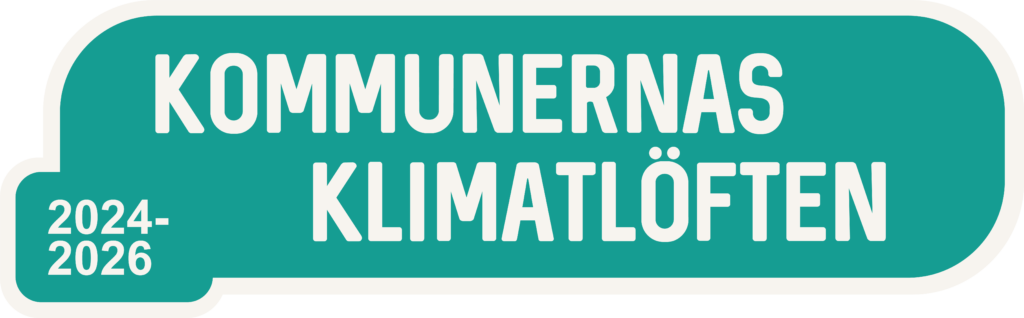 KOMMUNERNAS
KLIMATLÖFTEN
2024-
2026